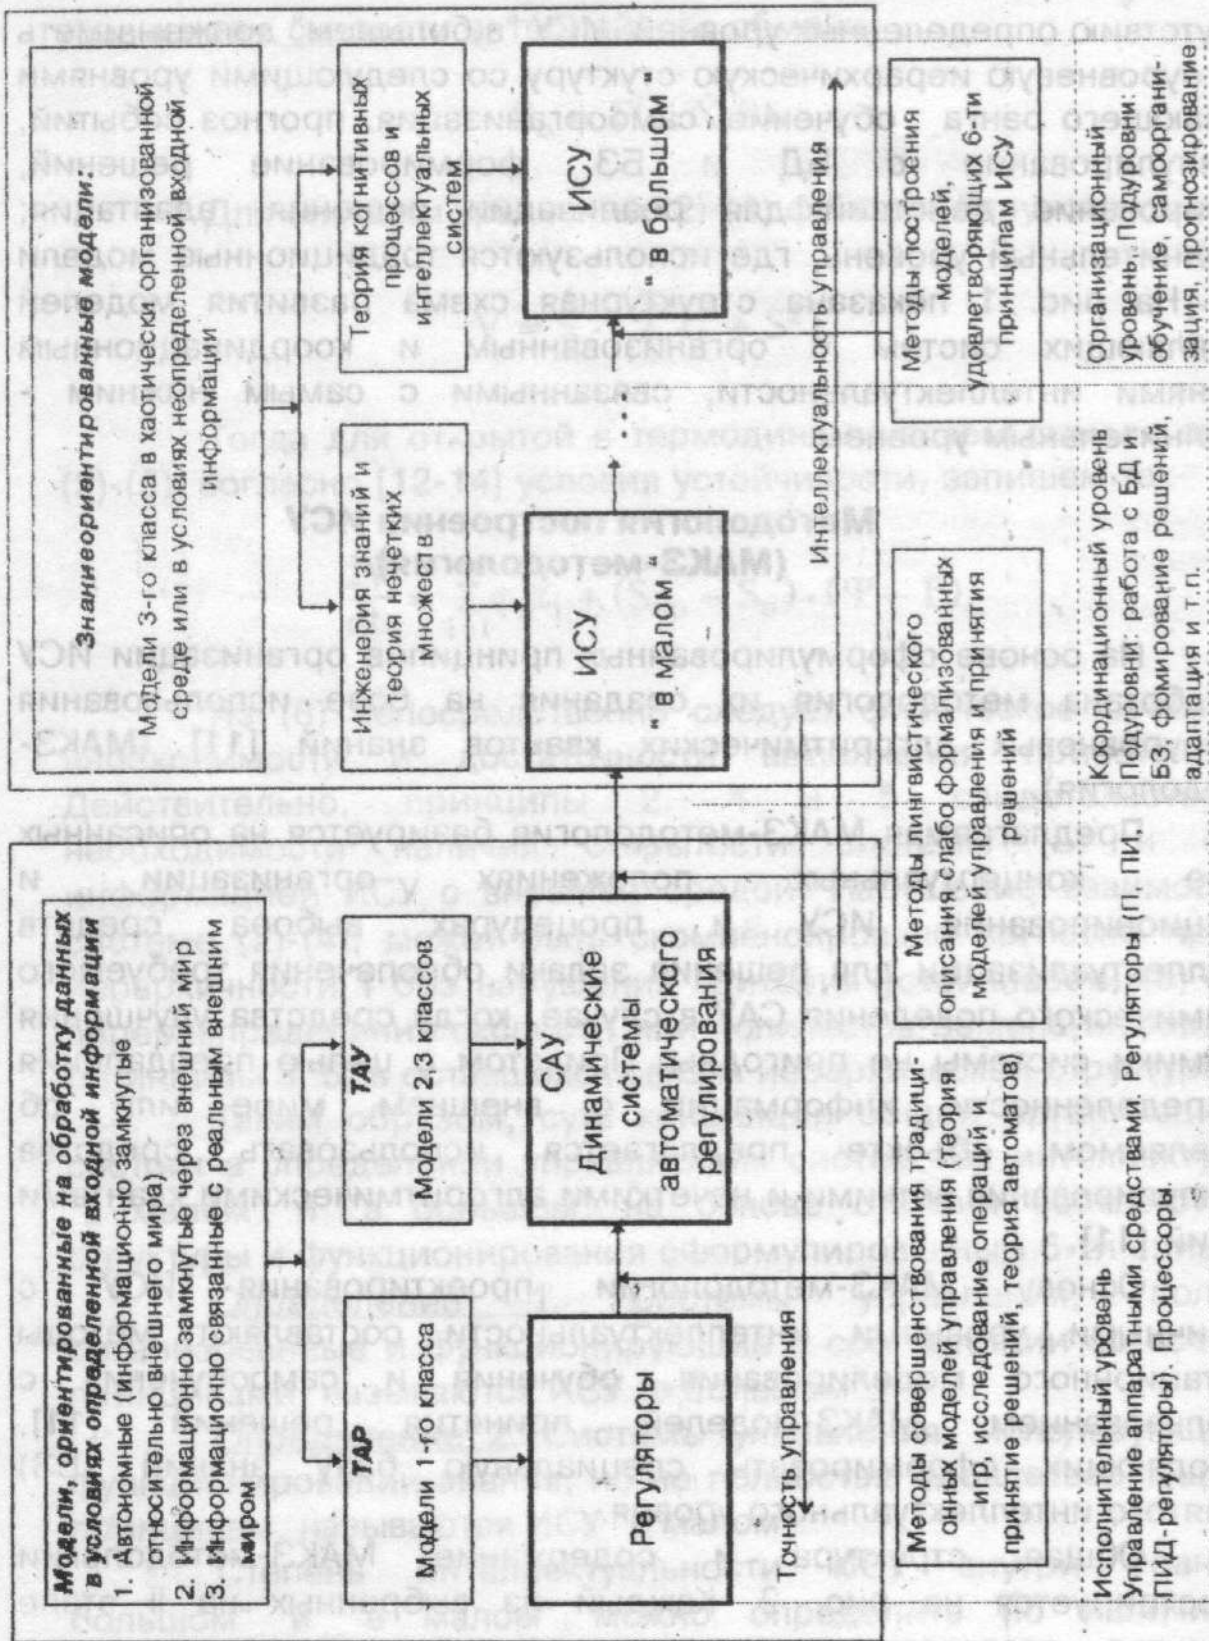 Модели, ориентированные на обработку данных
в условиях определенной входной информации
1. Автономные (информационно замкнутые
относительно внешнего мира)
2. Информационно замкнутые через внешний мир
3. Информационно связанные с реальным внешним
миром
Знаниеориентированные модели:
Модели 3-го класса в хаотически организованной
среде или в условиях неопределенной входной
информации
ТАР
Модели 1-го класса
ТАУ
Модели 2,3 классов
Инженерия знаний и
теория нечетких
множеств
Теория когнитивных
процессов и
интеллектуальных
систем
Регуляторы
САУ
Динамические
системы
автоматического
регулирования
ИСУ
“ в малом “
ИСУ
“ в большом “
Точность управления
Интеллектуальность управления
Методы совершенствования традици-
онных моделей управления (теория
игр, исследование операций и
принятие решений, теория автоматов)
Методы лингвистического
описания слабо формализованных
моделей управления и принятия
решений
Методы построения
моделей,
удовлетворяющих 6-ти
принципам ИСУ
Исполнительный уровень
Управление аппаратными средствами. Регуляторы (П, ПИ,
ПИД-регуляторы). Процессоры.
Координационный уровень
Подуровни: работа с БД и
БЗ, формирование решений,
адаптация и т.п.
Организационный
уровень. Подуровни:
обучение, самооргани-
зация, прогнозирование